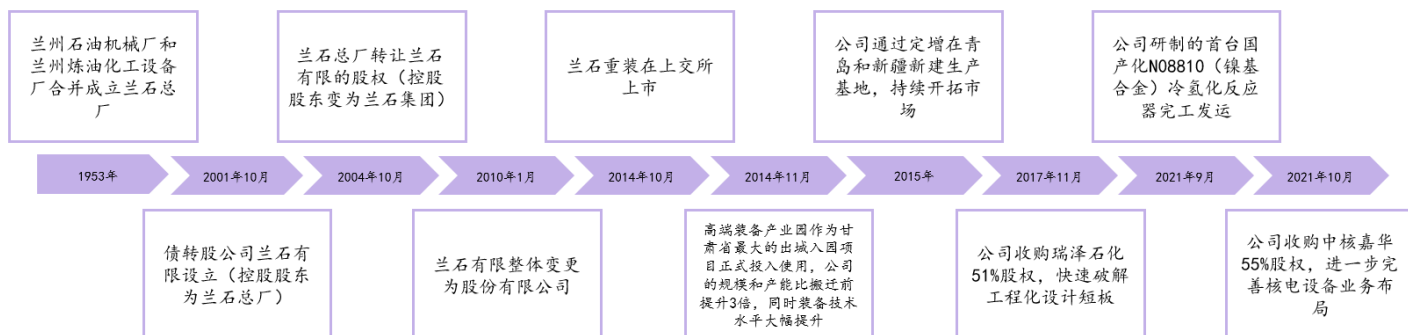 兰州石油机械厂和
兰州炼油化工设备
厂合并成立兰石总
厂
兰石总厂转让兰石
有限的股权（控股
股东变为兰石集团）
兰石重装在上交所
上市
公司通过定增在青
岛和新疆新建生产
基地，持续开拓市
场
公司研制的首台国
产化N08810（镍基
合金）冷氢化反应
器完工发运
1953年
2001年10月
2004年10月
2010年1月
2014年10月
2014年11月
2015年
2017年11月
2021年9月
2021年10月
债转股公司兰石有
限设立（控股股东
为兰石总厂）
兰石有限整体变更
为股份有限公司
高端装备产业园作为甘
肃省最大的出城入园项
目正式投入使用，公司
的规模和产能比搬迁前
提升3倍，同时装备技术
水平大幅提升
公司收购瑞泽石化
51%股权，快速破解
工程化设计短板
公司收购中核嘉华
55%股权，进一步完
善核电设备业务布
局